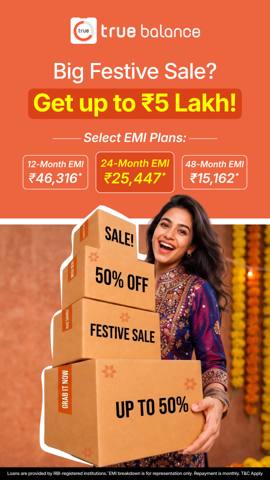 true true balance
Big Festive Sale?
Get up to ₹5 Lakh!
Select EMI Plans:
12-Month EMI
₹46,316*
24-Month EMI
₹25,447*
48-Month EMI
₹15,162*
SALE!
50% OFF
FESTIVE SALE
GRAB IT NOW
UP TO 50%
Loans are provided by RBI-registered institutions. *EMI breakdown is for representation only. Repayment is monthly. T&C Apply